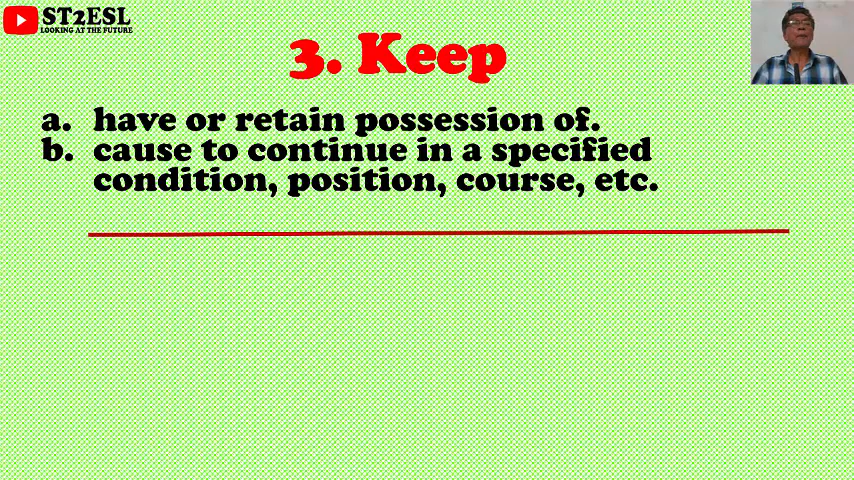 ST2ESL
LOOKING AT THE FUTURE
3. Keep
a. have or retain possession of.
b. cause to continue in a specified
condition, position, course, etc.